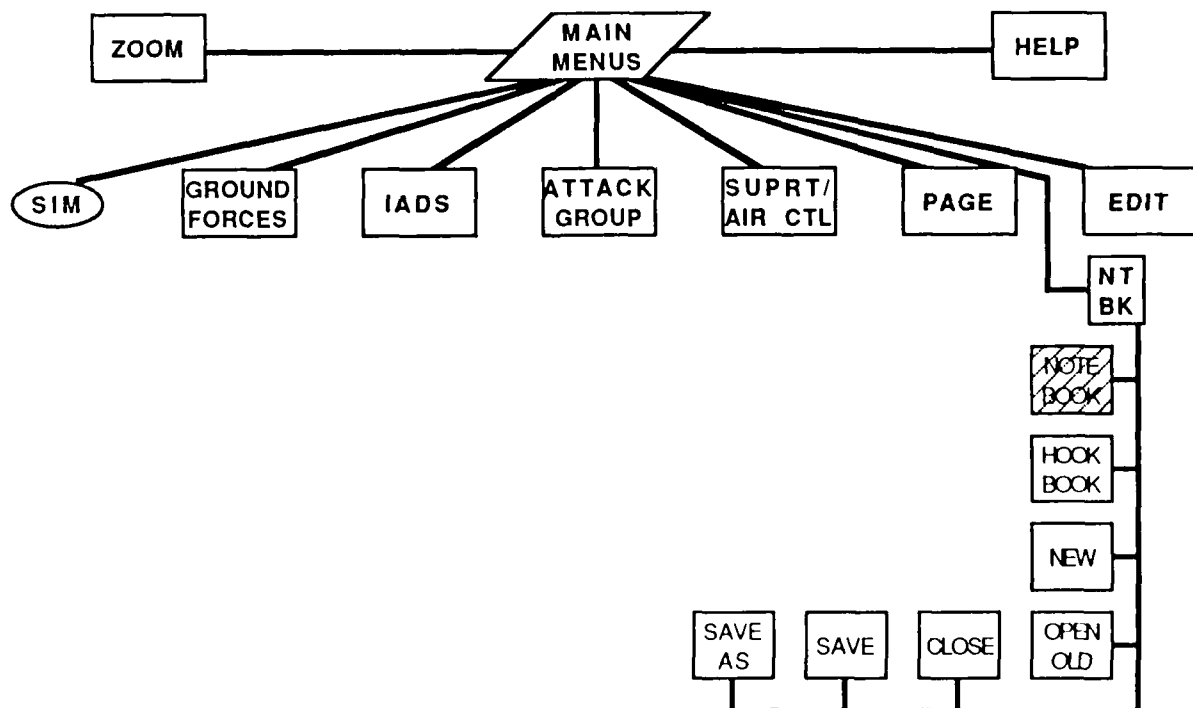 ZOOM
MAIN
MENUS
HELP
SIM
GROUND
FORCES
IADS
ATTACK
GROUP
SUPRT/
AIR CTL
PAGE
EDIT
NT
BK
NOTE
BOOK
HOOK
BOOK
NEW
SAVE
AS
SAVE
CLOSE
OPEN
OLD